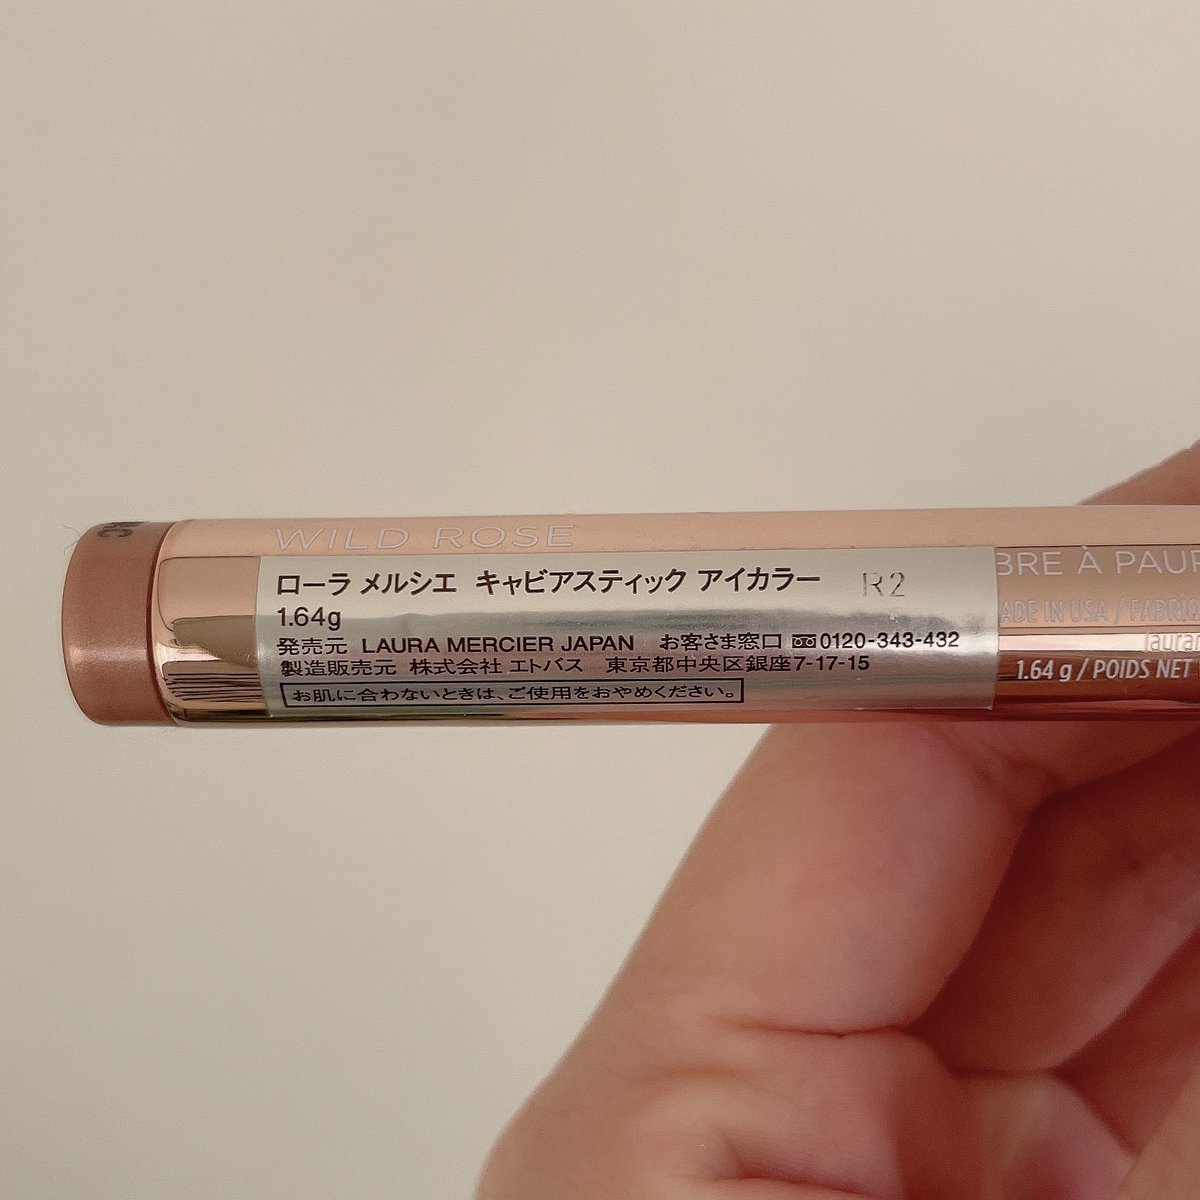 WILD ROSE
ローラ メルシエ キャビアスティック アイカラー R2
1.64g
発売元 LAURA MERCIER JAPAN お客さま窓口 0120-343-432
製造販売元 株式会社 エトバス 東京都中央区銀座7-17-15
お肌に合わないときは、ご使用をおやめください。
BRE À PAUP
ADE IN USA / FABRI
laurar
1.64 g / POIDS NET